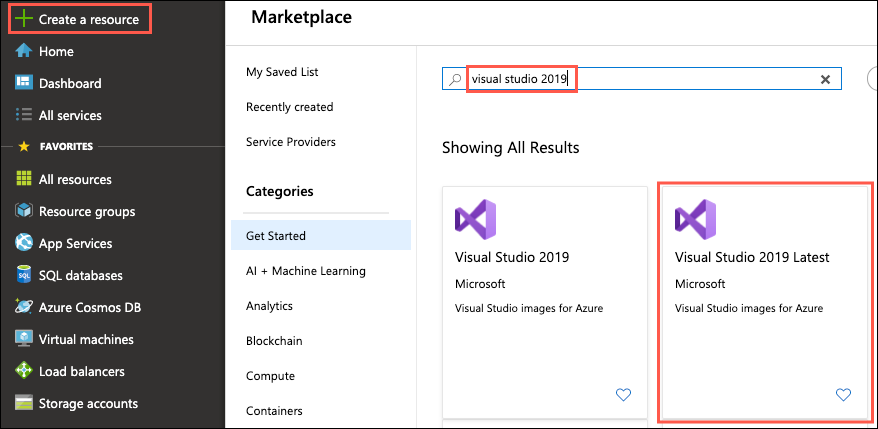 Create a resource
Home
Dashboard
All services
FAVORITES
All resources
Resource groups
App Services
SQL databases
Azure Cosmos DB
Virtual machines
Load balancers
Storage accounts
Marketplace
My Saved List
Recently created
Service Providers
Categories
Get Started
AI + Machine Learning
Analytics
Blockchain
Compute
Containers
visual studio 2019
Showing All Results
Visual Studio 2019
Microsoft
Visual Studio images for Azure
Visual Studio 2019 Latest
Microsoft
Visual Studio images for Azure